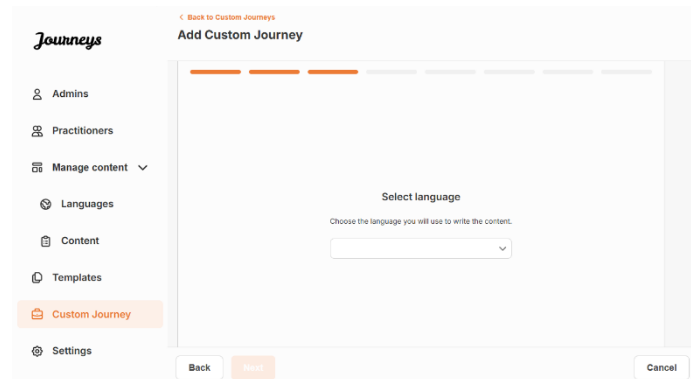 Journeys
Admins
Practitioners
Manage content
Languages
Content
Templates
Custom Journey
Settings
Back to Custom Journeys
Add Custom Journey
Select language
Choose the language you will use to write the content.
Back
Next
Cancel